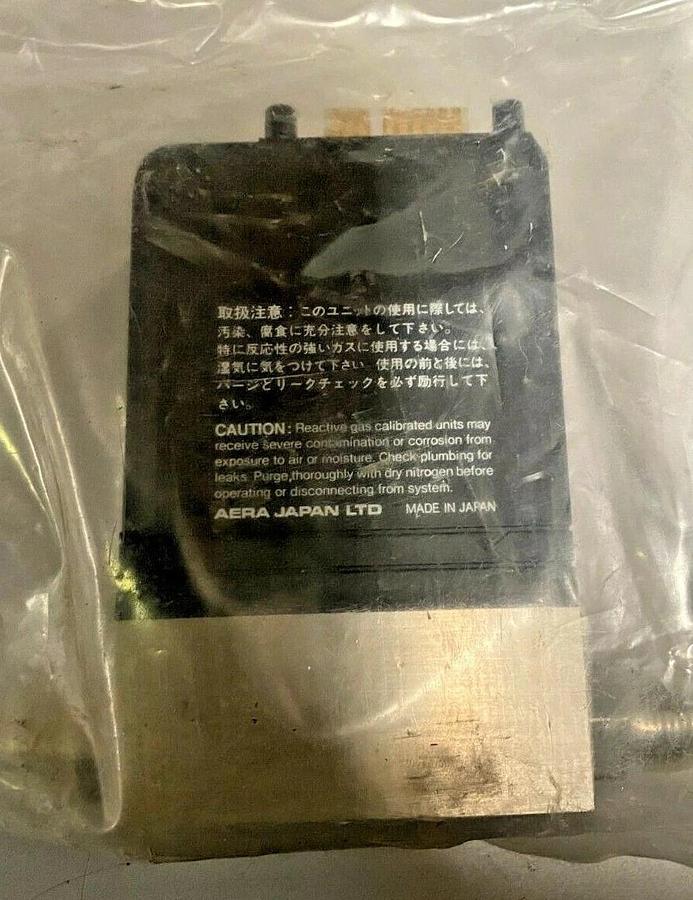 取扱注意：このユニットの使用に際しては、
汚染、腐食に充分注意をして下さい。
特に反応性の強いガスに使用する場合には、
湿気に気をつけて下さい 使用の前と後には、
パージとリークチェックを必ず励行して下
さい。
CAUTION: Reactive gas calibrated units may
receive severe contamination or corrosion from
exposure to air or moisture. Check plumbing for
leaks. Purge thoroughly with dry nitrogen before
operating or disconnecting from system.
AERA JAPAN LTD MADE IN JAPAN